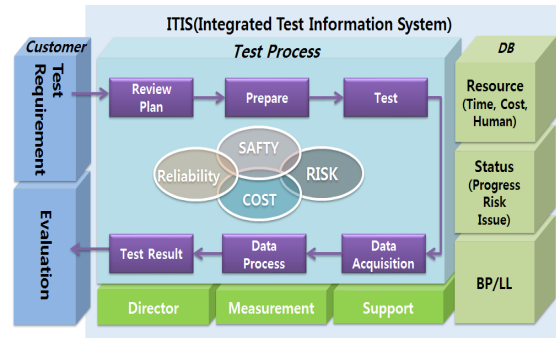 ITIS(Integrated Test Information System)
Customer
Test Process
DB
Test
Requirement
Review
Plan
Prepare
Test
Resource
(Time, Cost,
Human)
SAFTY
Reliability
RISK
COST
Status
(Progress
Risk
Issue)
Evaluation
Test Result
Data
Process
Data
Acquisition
BP/LL
Director
Measurement
Support